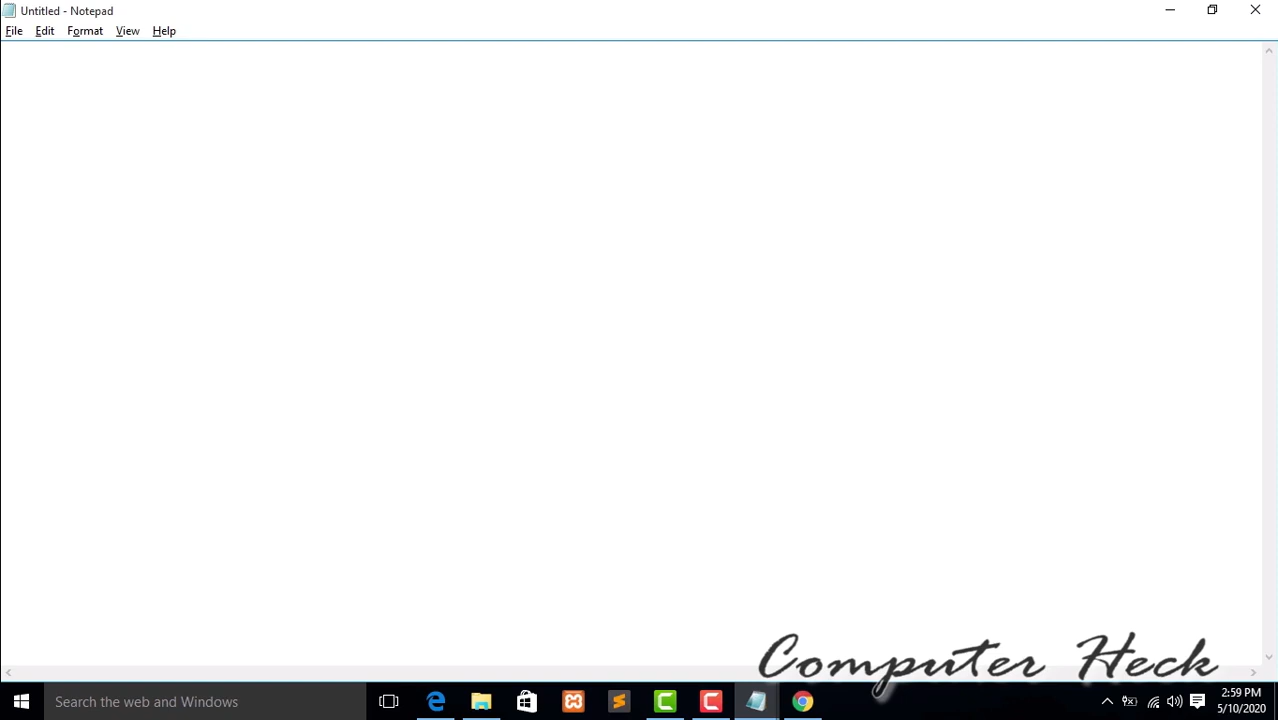 Untitled - Notepad
File Edit Format View Help
Computer Heck
Search the web and Windows
2:59 PM
5/10/2020